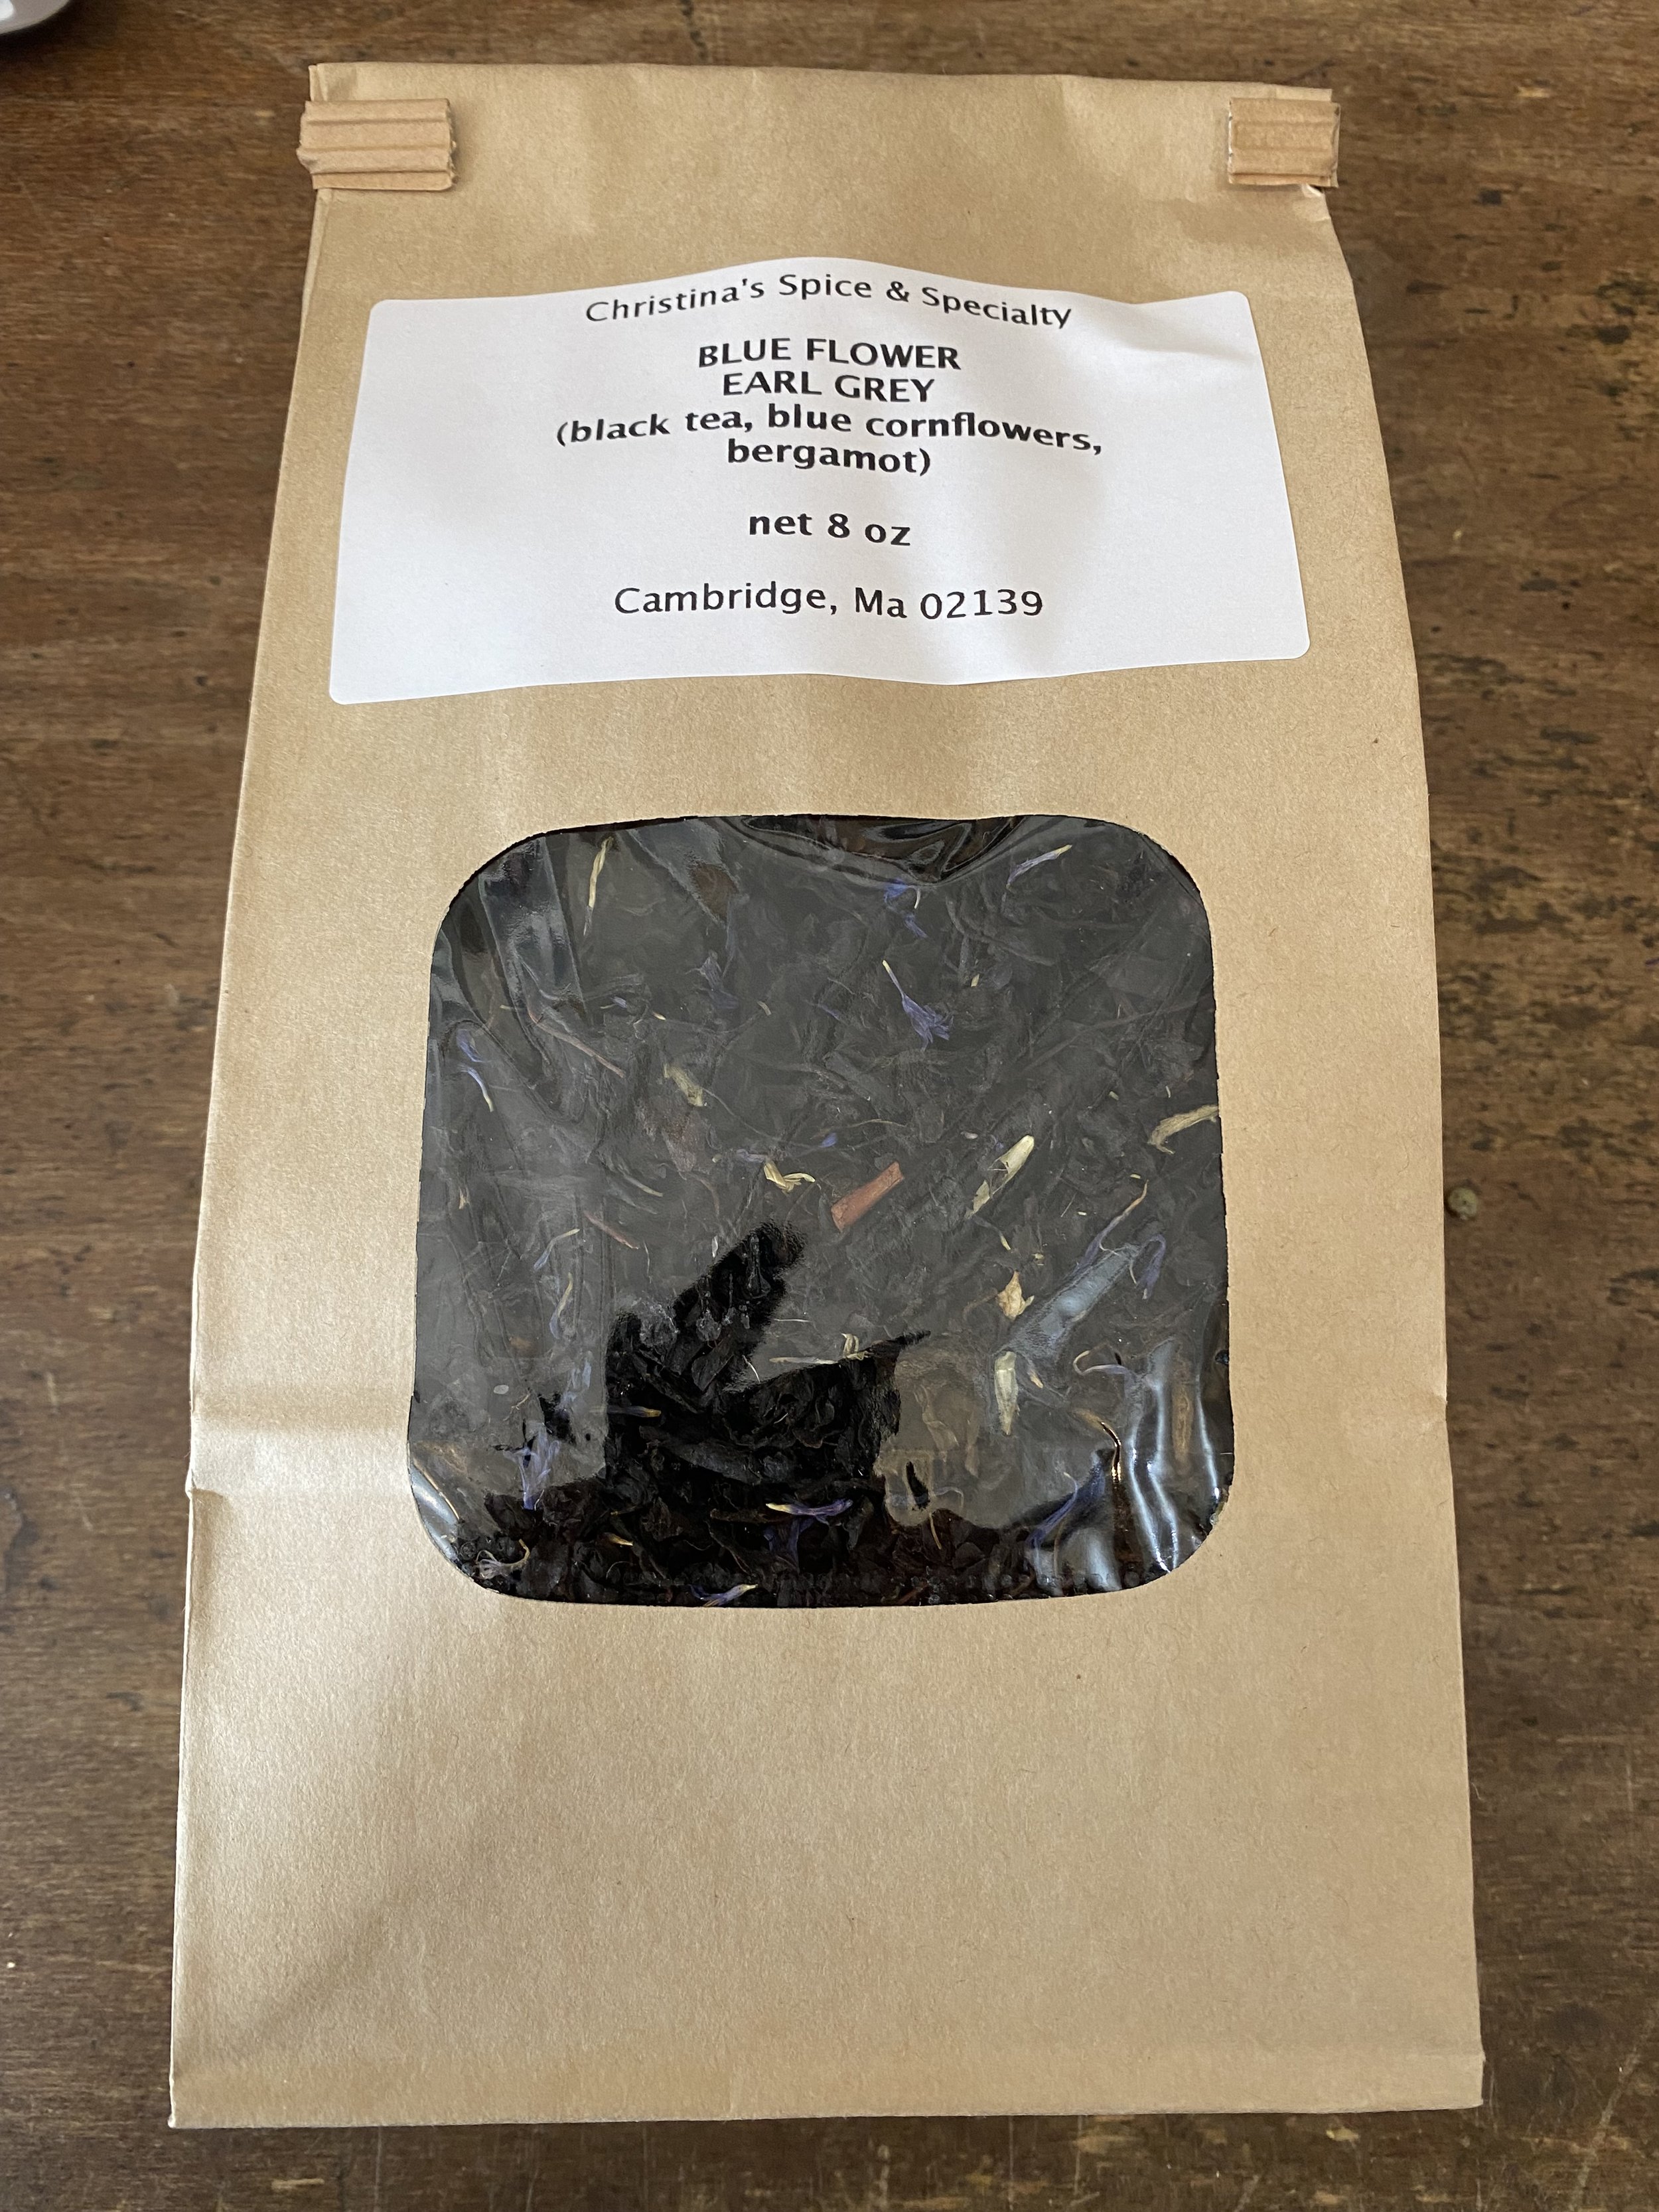 Christina's Spice & Specialty
BLUE FLOWER
EARL GREY
(black tea, blue cornflowers,
bergamot)
net 8 oz
Cambridge, Ma 02139